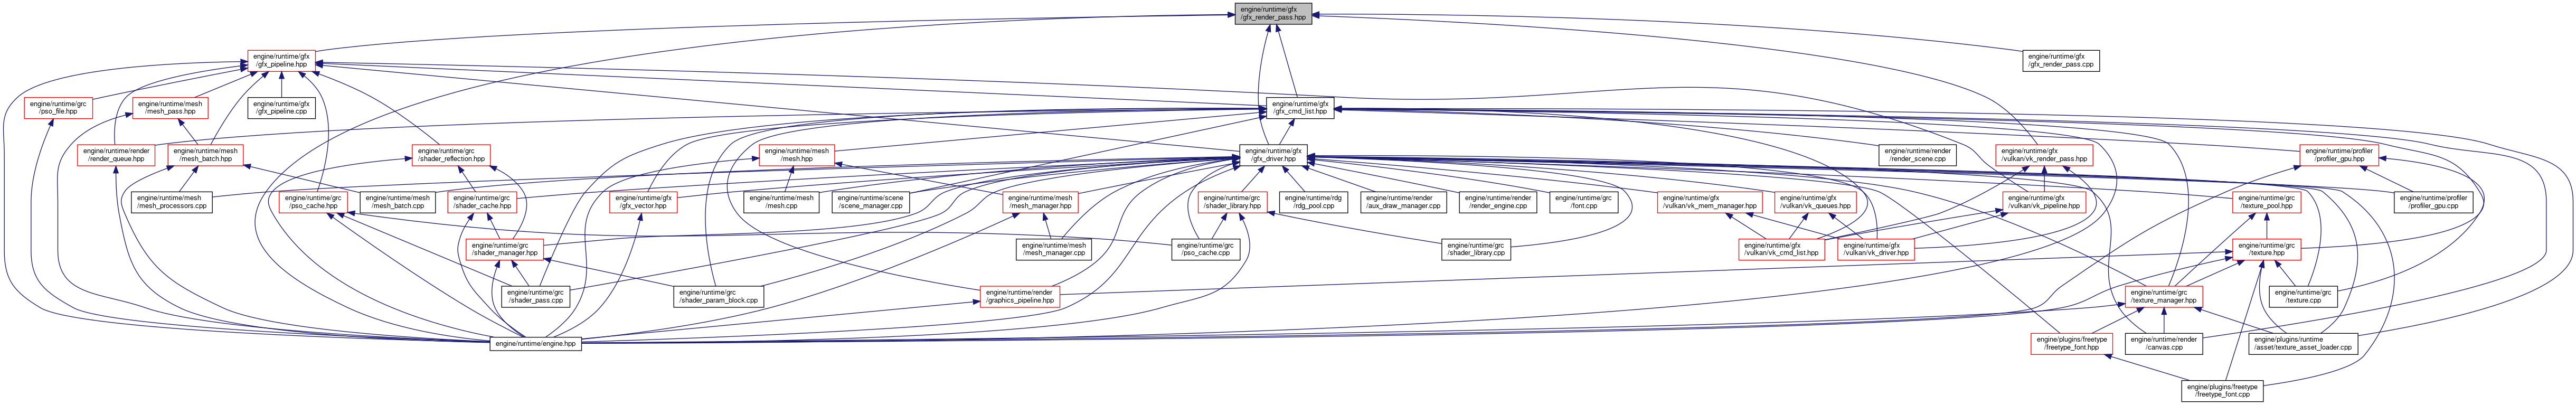 engine/runtime/gfx
/gfx_render_pass.hpp
engine/runtime/gfx
/gfx_pipeline.hpp
engine/runtime/gfx
/gfx_render_pass.cpp
engine/runtime/grc
/pso_file.hpp
engine/runtime/mesh
/mesh_pass.hpp
engine/runtime/gfx
/gfx_pipeline.cpp
engine/runtime/gfx
/gfx_cmd_list.hpp
engine/runtime/render
/render_queue.hpp
engine/runtime/mesh
/mesh_batch.hpp
engine/runtime/grc
/shader_reflection.hpp
engine/runtime/mesh
/mesh.hpp
engine/runtime/gfx
/gfx_driver.hpp
engine/runtime/render
/render_scene.cpp
engine/runtime/gfx
/vulkan/vk_render_pass.hpp
engine/runtime/profiler
/profiler_gpu.hpp
engine/runtime/mesh
/mesh_processors.cpp
engine/runtime/grc
/pso_cache.hpp
engine/runtime/mesh
/mesh_batch.cpp
engine/runtime/grc
/shader_cache.hpp
engine/runtime/gfx
/gfx_vector.hpp
engine/runtime/mesh
/mesh.cpp
engine/runtime/scene
/scene_manager.cpp
engine/runtime/mesh
/mesh_manager.hpp
engine/runtime/grc
/shader_library.hpp
engine/runtime/rdg
/rdg_pool.cpp
engine/runtime/render
/aux_draw_manager.cpp
engine/runtime/render
/render_engine.cpp
engine/runtime/grc
/font.cpp
engine/runtime/gfx
/vulkan/vk_mem_manager.hpp
engine/runtime/gfx
/vulkan/vk_queues.hpp
engine/runtime/gfx
/vulkan/vk_pipeline.hpp
engine/runtime/grc
/texture_pool.hpp
engine/runtime/profiler
/profiler_gpu.cpp
engine/runtime/grc
/shader_manager.hpp
engine/runtime/mesh
/mesh_manager.cpp
engine/runtime/grc
/pso_cache.cpp
engine/runtime/grc
/shader_library.cpp
engine/runtime/gfx
/vulkan/vk_cmd_list.hpp
engine/runtime/gfx
/vulkan/vk_driver.hpp
engine/runtime/grc
/texture.hpp
engine/runtime/grc
/shader_pass.cpp
engine/runtime/grc
/shader_param_block.cpp
engine/runtime/render
/graphics_pipeline.hpp
engine/runtime/grc
/texture_manager.hpp
engine/runtime/grc
/texture.cpp
engine/runtime/engine.hpp
engine/plugins/freetype
/freetype_font.hpp
engine/runtime/render
/canvas.cpp
engine/plugins/runtime
/asset/texture_asset_loader.cpp
engine/plugins/freetype
/freetype_font.cpp